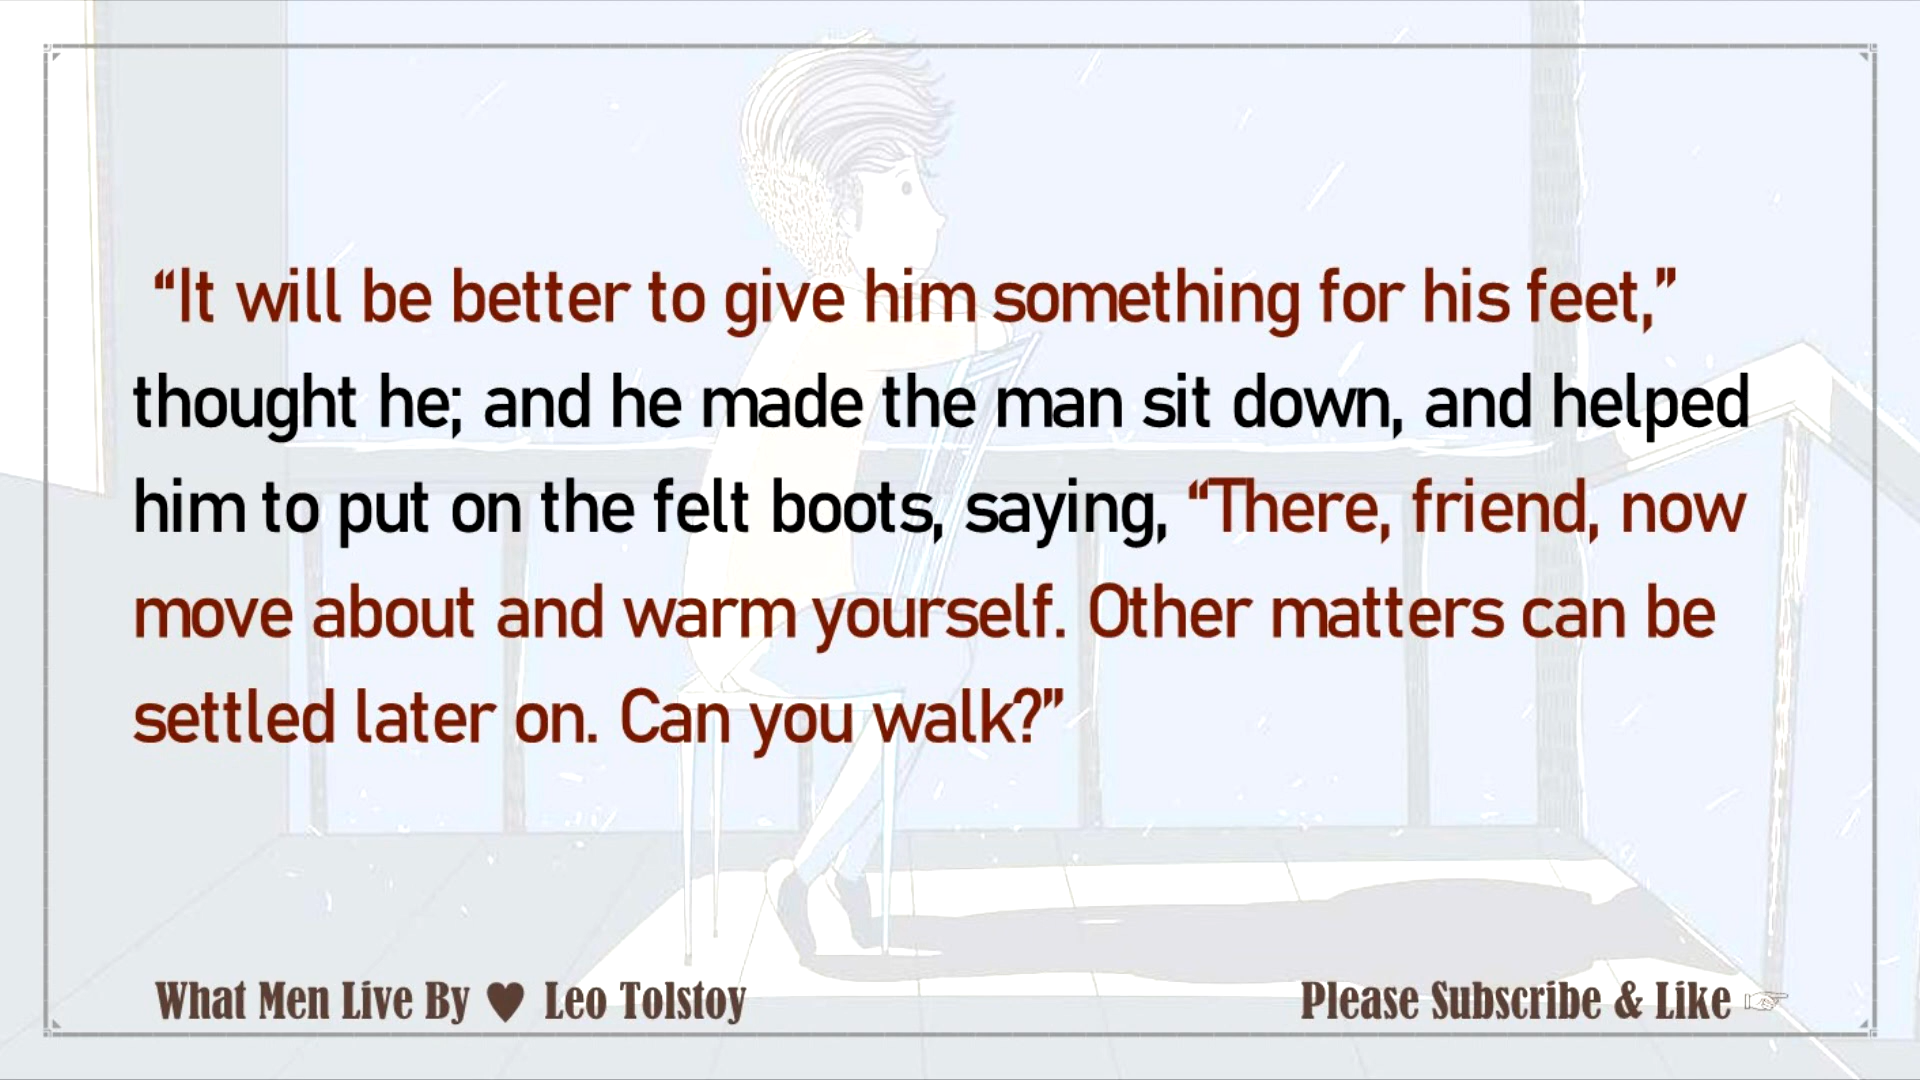 “It will be better to give him something for his feet,”
thought he; and he made the man sit down, and helped
him to put on the felt boots, saying, “There, friend, now
move about and warm yourself. Other matters can be
settled later on. Can you walk?”
What Men Live By ♥ Leo Tolstoy
Please Subscribe & Like ☞